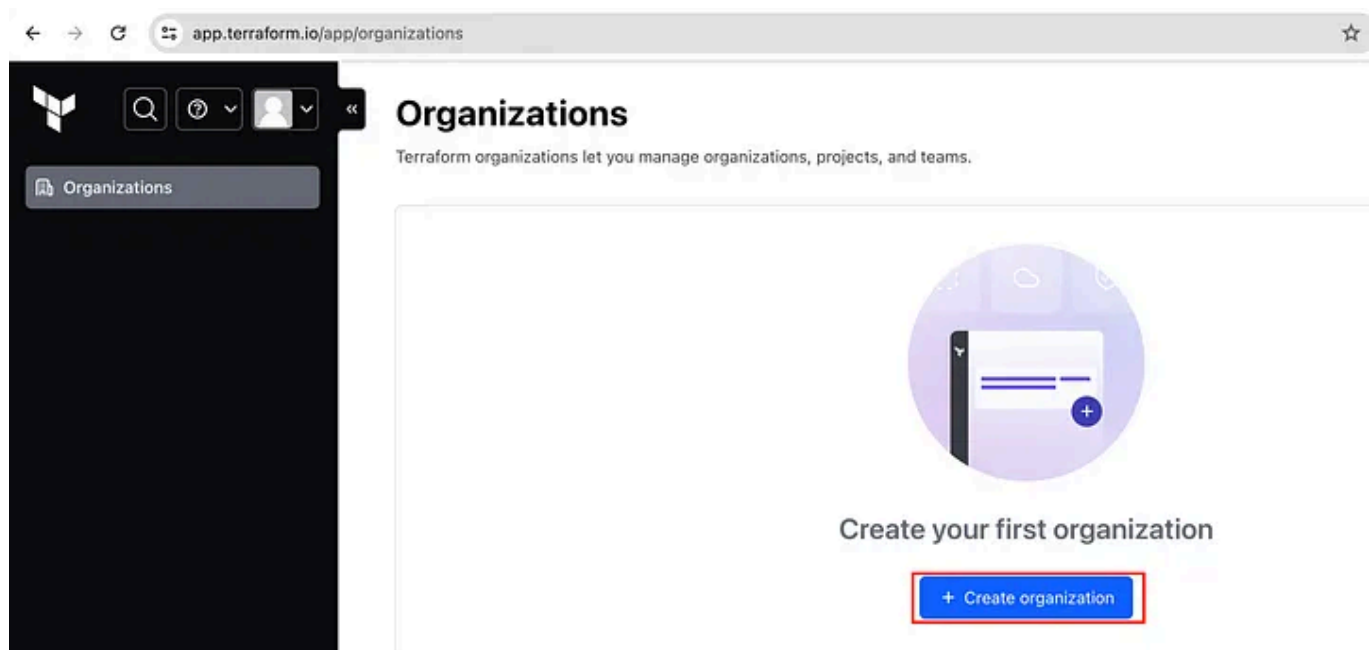 app.terraform.io/app/organizations
Organizations
Organizations
Terraform organizations let you manage organizations, projects, and teams.
Create your first organization
+ Create organization